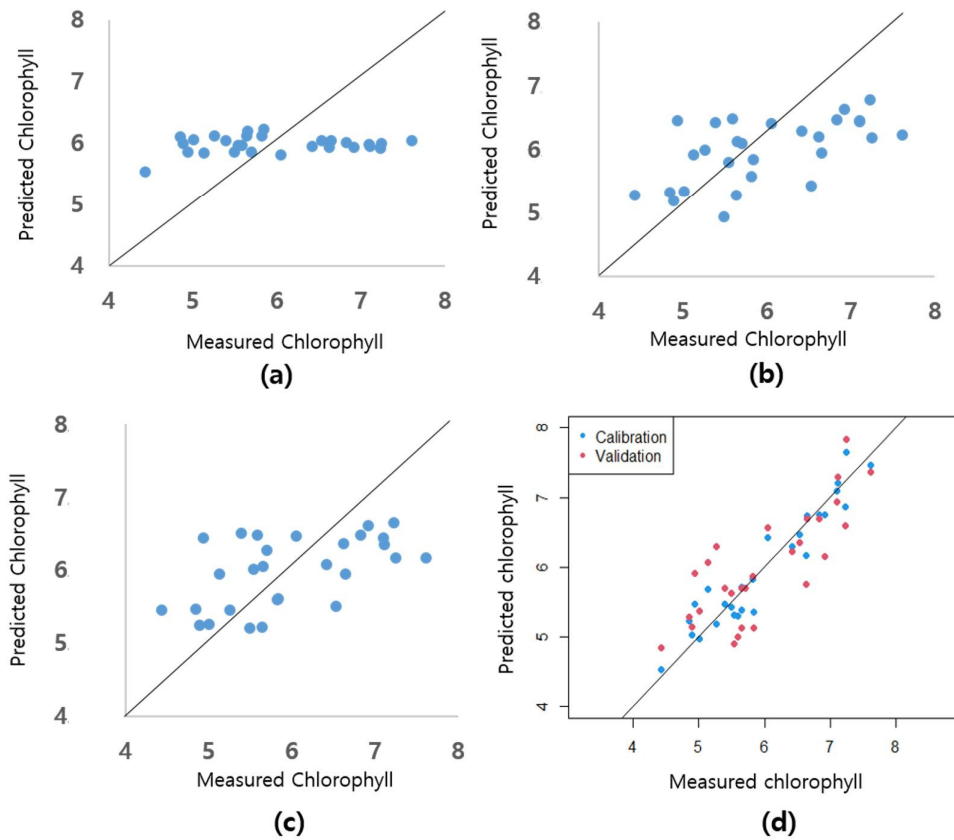 8
7
6
5
4
Predicted Chlorophyll
4 5 6 7 8
Measured Chlorophyll
(a)
8
7
6
5
4
Predicted Chlorophyll
4 5 6 7 8
Measured Chlorophyll
(b)
8
7
6
5
4
Predicted Chlorophyll
4 5 6 7 8
Measured Chlorophyll
(c)
Calibration
Validation
8
7
6
5
4
Predicted chlorophyll
4 5 6 7 8
Measured chlorophyll
(d)